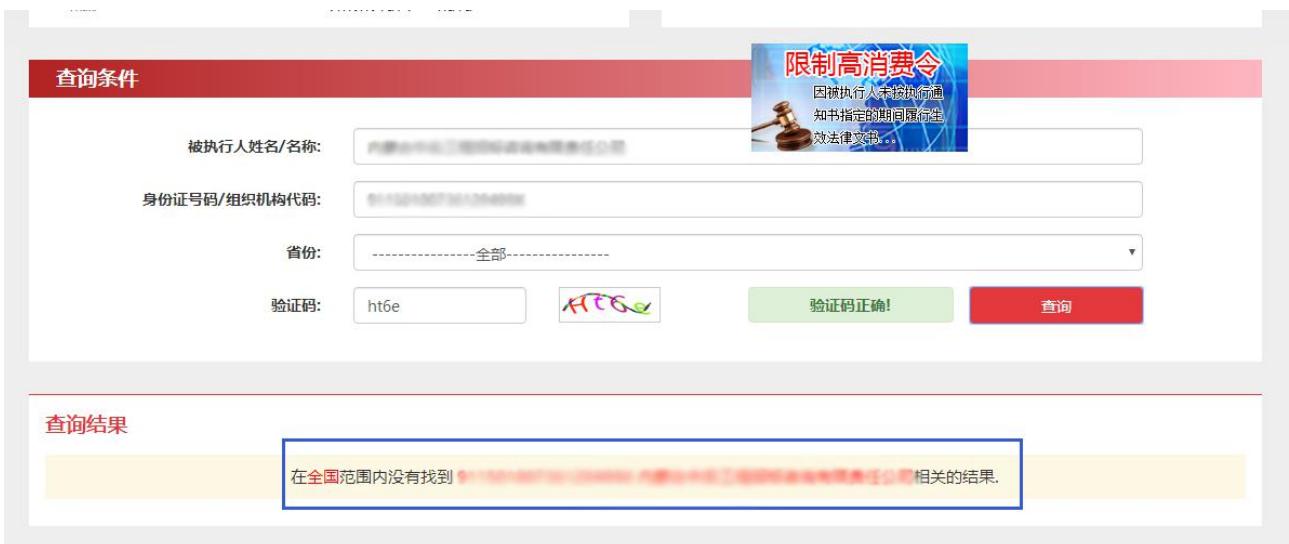 查询条件
限制高消费令
因被执行人未按执行通
知书指定的期间履行生
效法律文书...
被执行人姓名/名称:
身份证号码/组织机构代码:
省份: ----------------全部----------------
验证码: ht6e Ht6e 验证码正确! 查询
查询结果
在全国范围内没有找到 相关的结果.